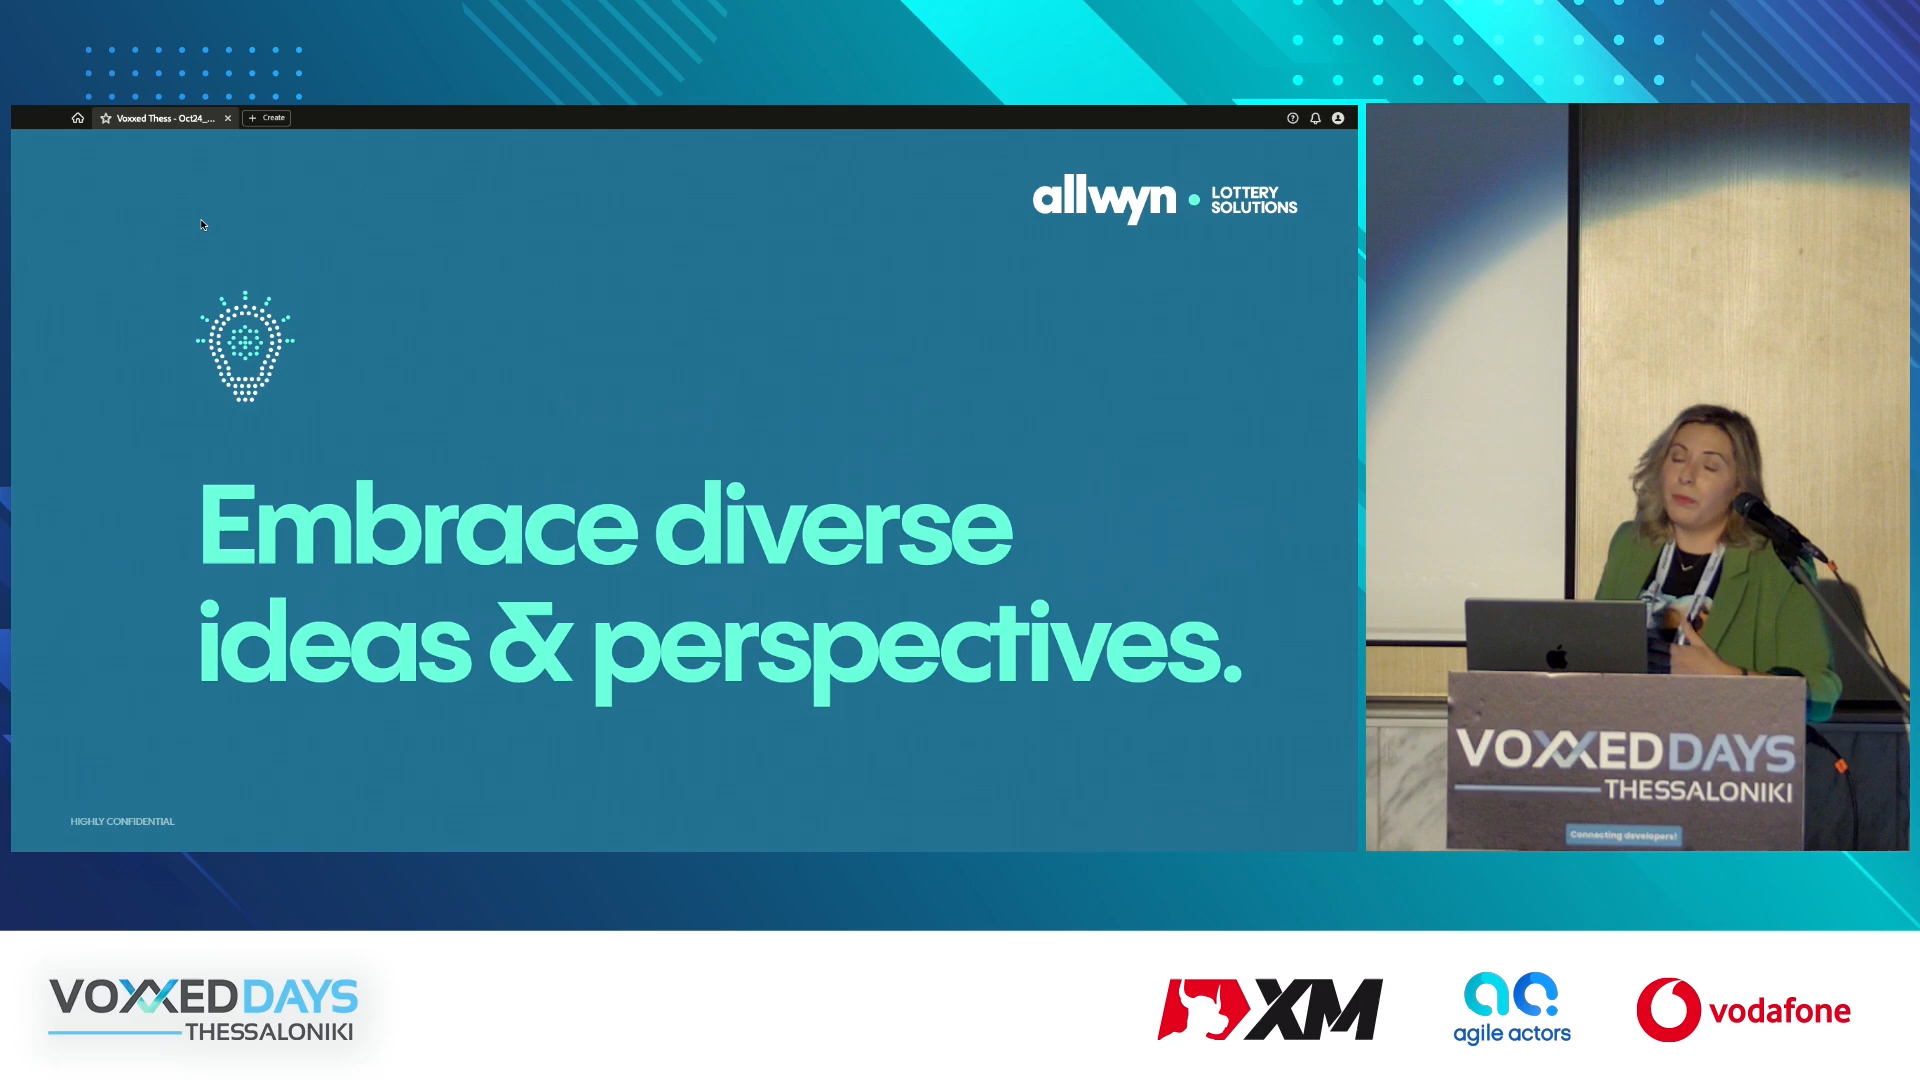 Voxxed Thess - Oct24_...
Create
allwyn
LOTTERY
SOLUTIONS
Embrace diverse
ideas & perspectives.
HIGHLY CONFIDENTIAL
VOXXED DAYS
THESSALONIKI
Connecting developers!
VOXXED DAYS
THESSALONIKI
XM
agile actors
vodafone